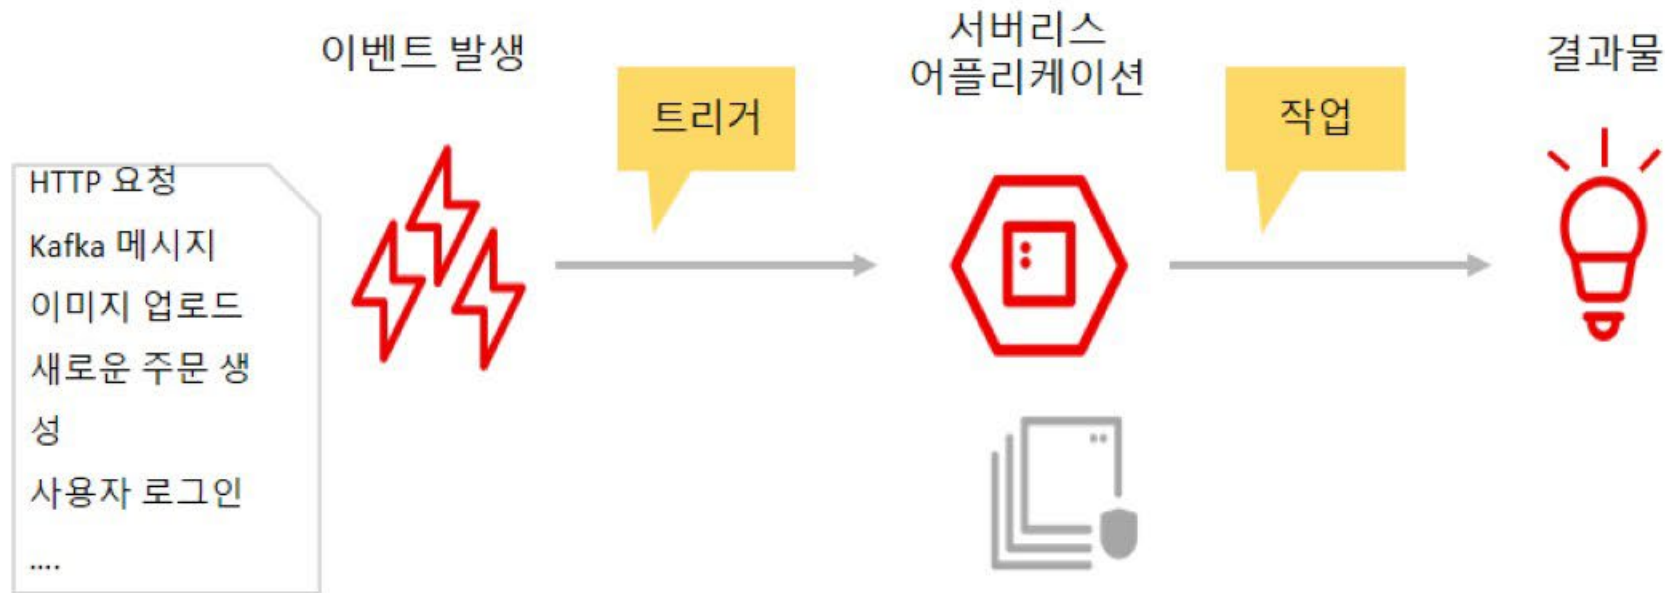 이벤트 발생
트리거
서버리스
어플리케이션
작업
결과물
HTTP 요청
Kafka 메시지
이미지 업로드
새로운 주문 생
성
사용자 로그인
....